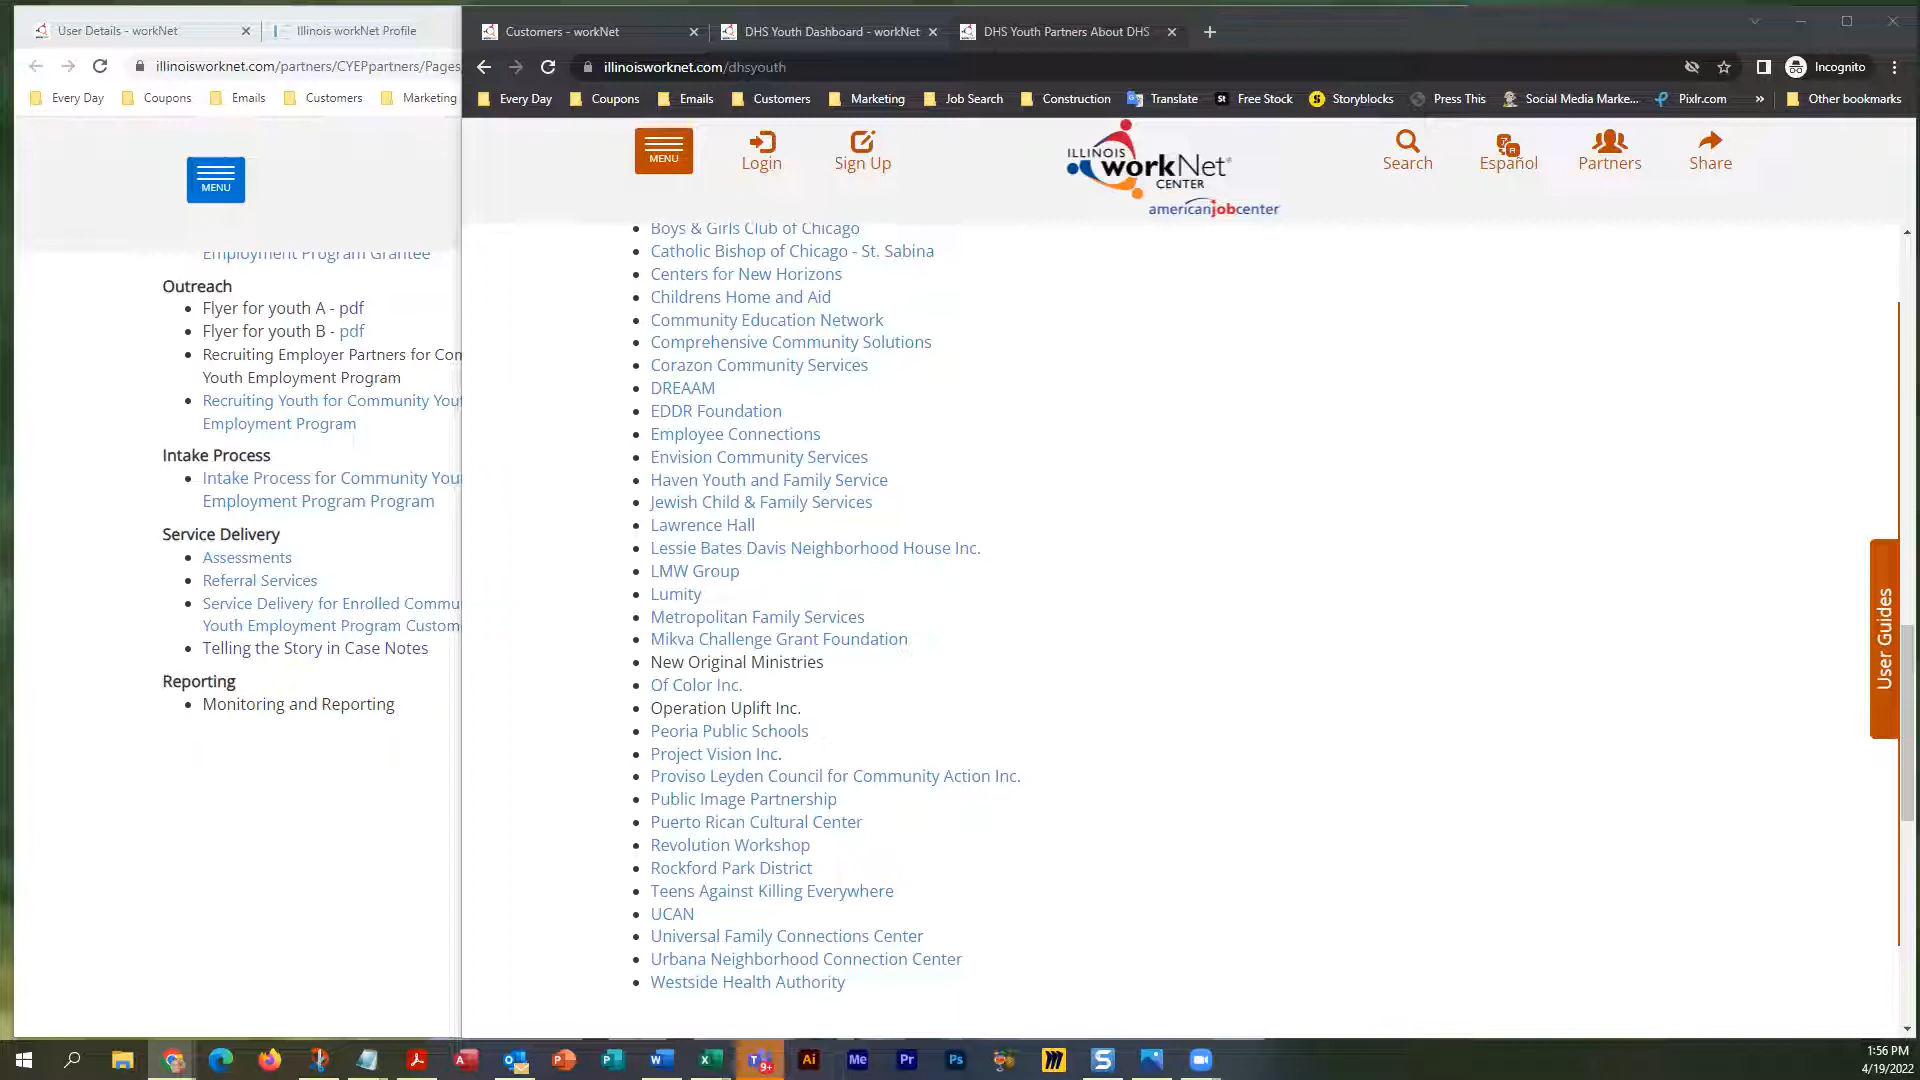 User Details - workNet
Illinois workNet Profile
illinoisworknet.com/partners/CYEPpartners/Pages
Every Day
Coupons
Emails
Customers
Marketing
MENU
Employment Program Grantee
Outreach
Flyer for youth A - pdf
Flyer for youth B - pdf
Recruiting Employer Partners for Com
Youth Employment Program
Recruiting Youth for Community You
Employment Program
Intake Process
Intake Process for Community You
Employment Program Program
Service Delivery
Assessments
Referral Services
Service Delivery for Enrolled Commu
Youth Employment Program Custom
Telling the Story in Case Notes
Reporting
Monitoring and Reporting
Customers - workNet
DHS Youth Dashboard - workNet
DHS Youth Partners About DHS
illinoisworknet.com/dhsyouth
Incognito
Every Day
Coupons
Emails
Customers
Marketing
Job Search
Construction
Translate
St Free Stock
Storyblocks
Press This
Social Media Marke...
Pixlr.com
»
Other bookmarks
MENU
Login
Sign Up
ILLINOIS
workNet®
CENTER
americanjobcenter
Search
Español
Partners
Share
Boys & Girls Club of Chicago
Catholic Bishop of Chicago - St. Sabina
Centers for New Horizons
Childrens Home and Aid
Community Education Network
Comprehensive Community Solutions
Corazon Community Services
DREAAM
EDDR Foundation
Employee Connections
Envision Community Services
Haven Youth and Family Service
Jewish Child & Family Services
Lawrence Hall
Lessie Bates Davis Neighborhood House Inc.
LMW Group
Lumity
Metropolitan Family Services
Mikva Challenge Grant Foundation
New Original Ministries
Of Color Inc.
Operation Uplift Inc.
Peoria Public Schools
Project Vision Inc.
Proviso Leyden Council for Community Action Inc.
Public Image Partnership
Puerto Rican Cultural Center
Revolution Workshop
Rockford Park District
Teens Against Killing Everywhere
UCAN
Universal Family Connections Center
Urbana Neighborhood Connection Center
Westside Health Authority
User Guides
9+
Ai
Me
Pr
Ps
1:56 PM
4/19/2022